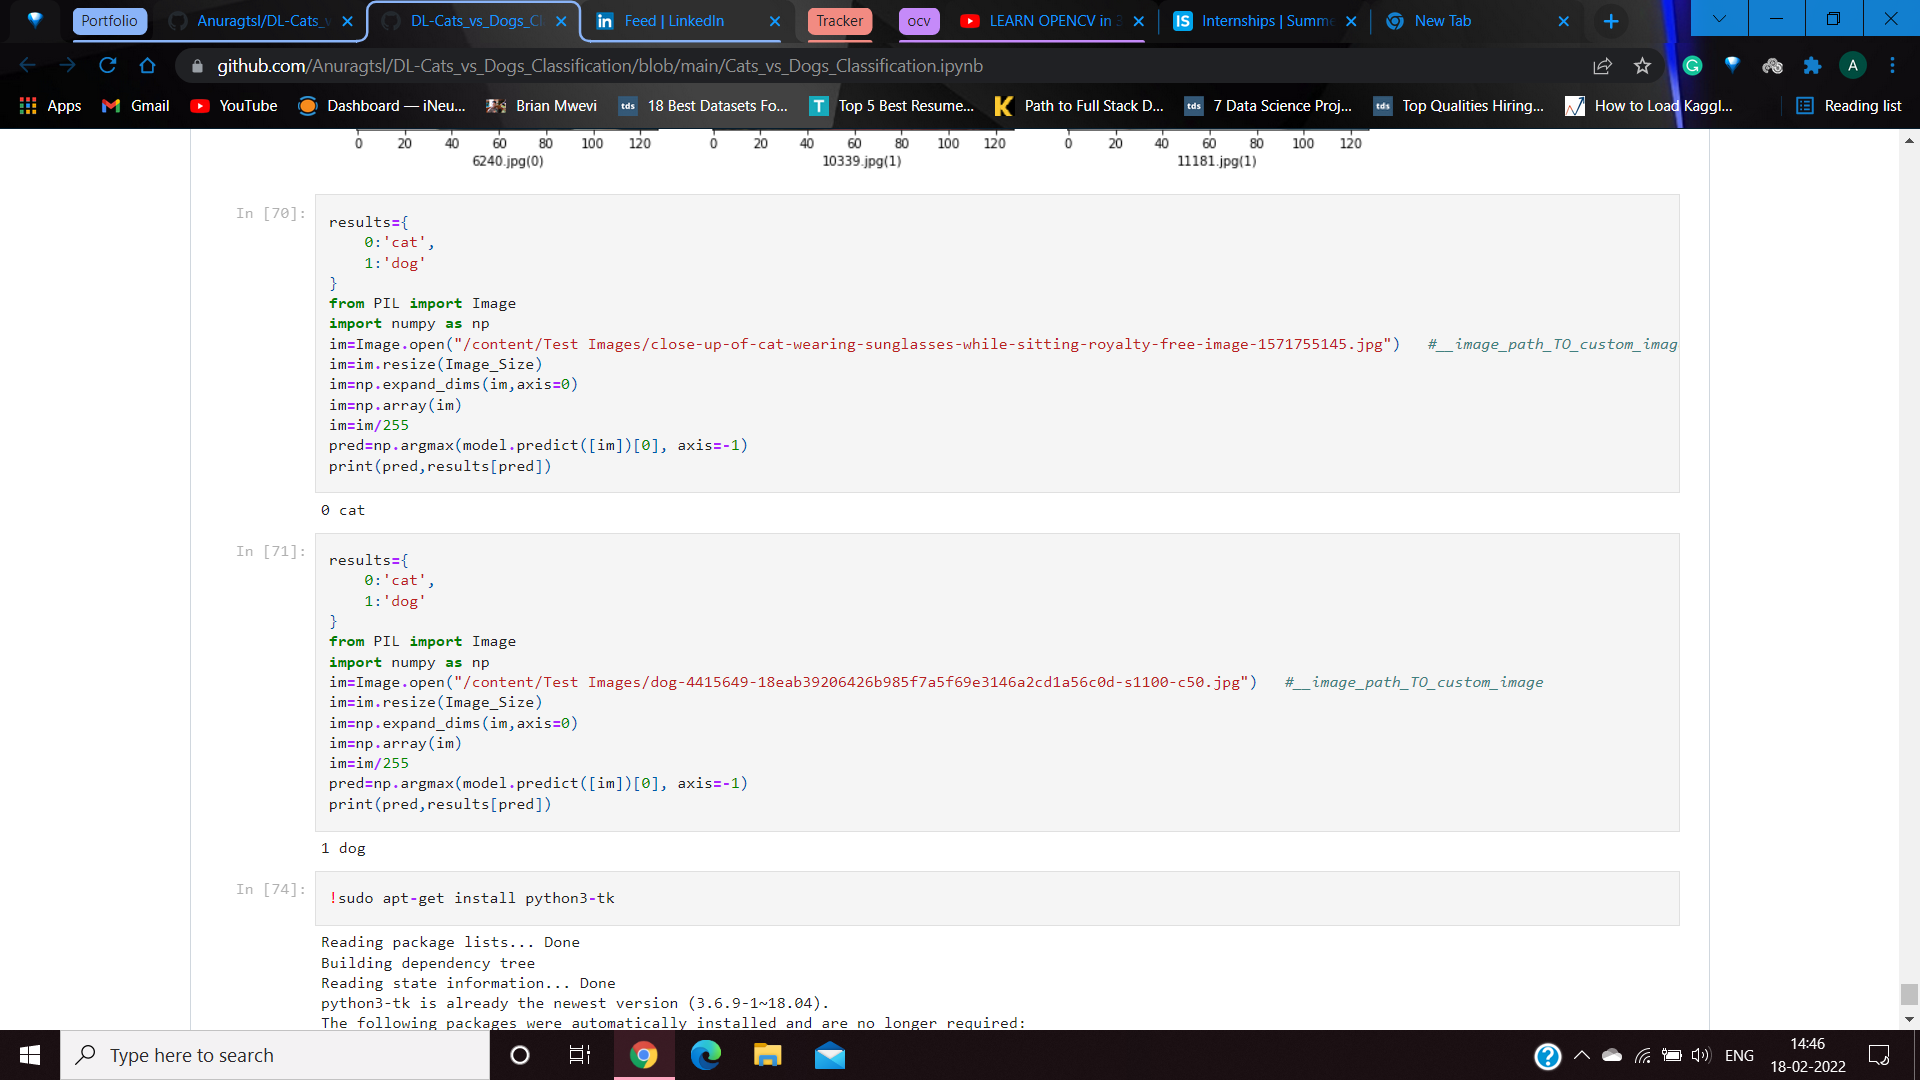 Portfolio
Anuragtsl/DL-Cats_v
DL-Cats_vs_Dogs_Cl
Feed | LinkedIn
Tracker
ocv
LEARN OPENCV in 3
Internships | Summe
New Tab
github.com/Anuragtsl/DL-Cats_vs_Dogs_Classification/blob/main/Cats_vs_Dogs_Classification.ipynb
A
Apps
Gmail
YouTube
Dashboard — iNeu...
Brian Mwevi
tds 18 Best Datasets Fo...
T Top 5 Best Resume...
K Path to Full Stack D...
tds 7 Data Science Proj...
tds Top Qualities Hiring...
How to Load Kaggl...
Reading list
0 20 40 60 80 100 120 0 20 40 60 80 100 120 0 20 40 60 80 100 120
6240.jpg(0) 10339.jpg(1) 11181.jpg(1)
In [70]:
results={
    0:'cat',
    1:'dog'
}
from PIL import Image
import numpy as np
im=Image.open("/content/Test Images/close-up-of-cat-wearing-sunglasses-while-sitting-royalty-free-image-1571755145.jpg")   #__image_path_TO_custom_imag
im=im.resize(Image_Size)
im=np.expand_dims(im,axis=0)
im=np.array(im)
im=im/255
pred=np.argmax(model.predict([im])[0], axis=-1)
print(pred,results[pred])
0 cat
In [71]:
results={
    0:'cat',
    1:'dog'
}
from PIL import Image
import numpy as np
im=Image.open("/content/Test Images/dog-4415649-18eab39206426b985f7a5f69e3146a2cd1a56c0d-s1100-c50.jpg")   #__image_path_TO_custom_image
im=im.resize(Image_Size)
im=np.expand_dims(im,axis=0)
im=np.array(im)
im=im/255
pred=np.argmax(model.predict([im])[0], axis=-1)
print(pred,results[pred])
1 dog
In [74]:
!sudo apt-get install python3-tk
Reading package lists... Done
Building dependency tree
Reading state information... Done
python3-tk is already the newest version (3.6.9-1~18.04).
The following packages were automatically installed and are no longer required:
Type here to search
ENG
14:46
18-02-2022